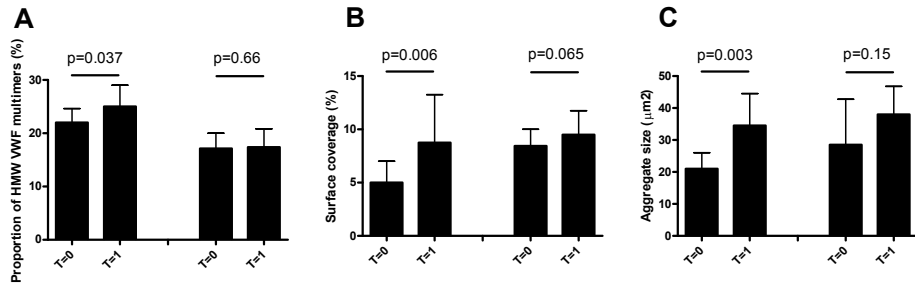 A
Proportion of HMW VWF multimers (%)
p=0.037
p=0.66
30
20
10
0
T=0
T=1
T=0
T=1
B
Surface coverage (%)
p=0.006
p=0.065
15
10
5
0
T=0
T=1
T=0
T=1
C
Aggregate size (μm2)
p=0.003
p=0.15
50
40
30
20
10
0
T=0
T=1
T=0
T=1